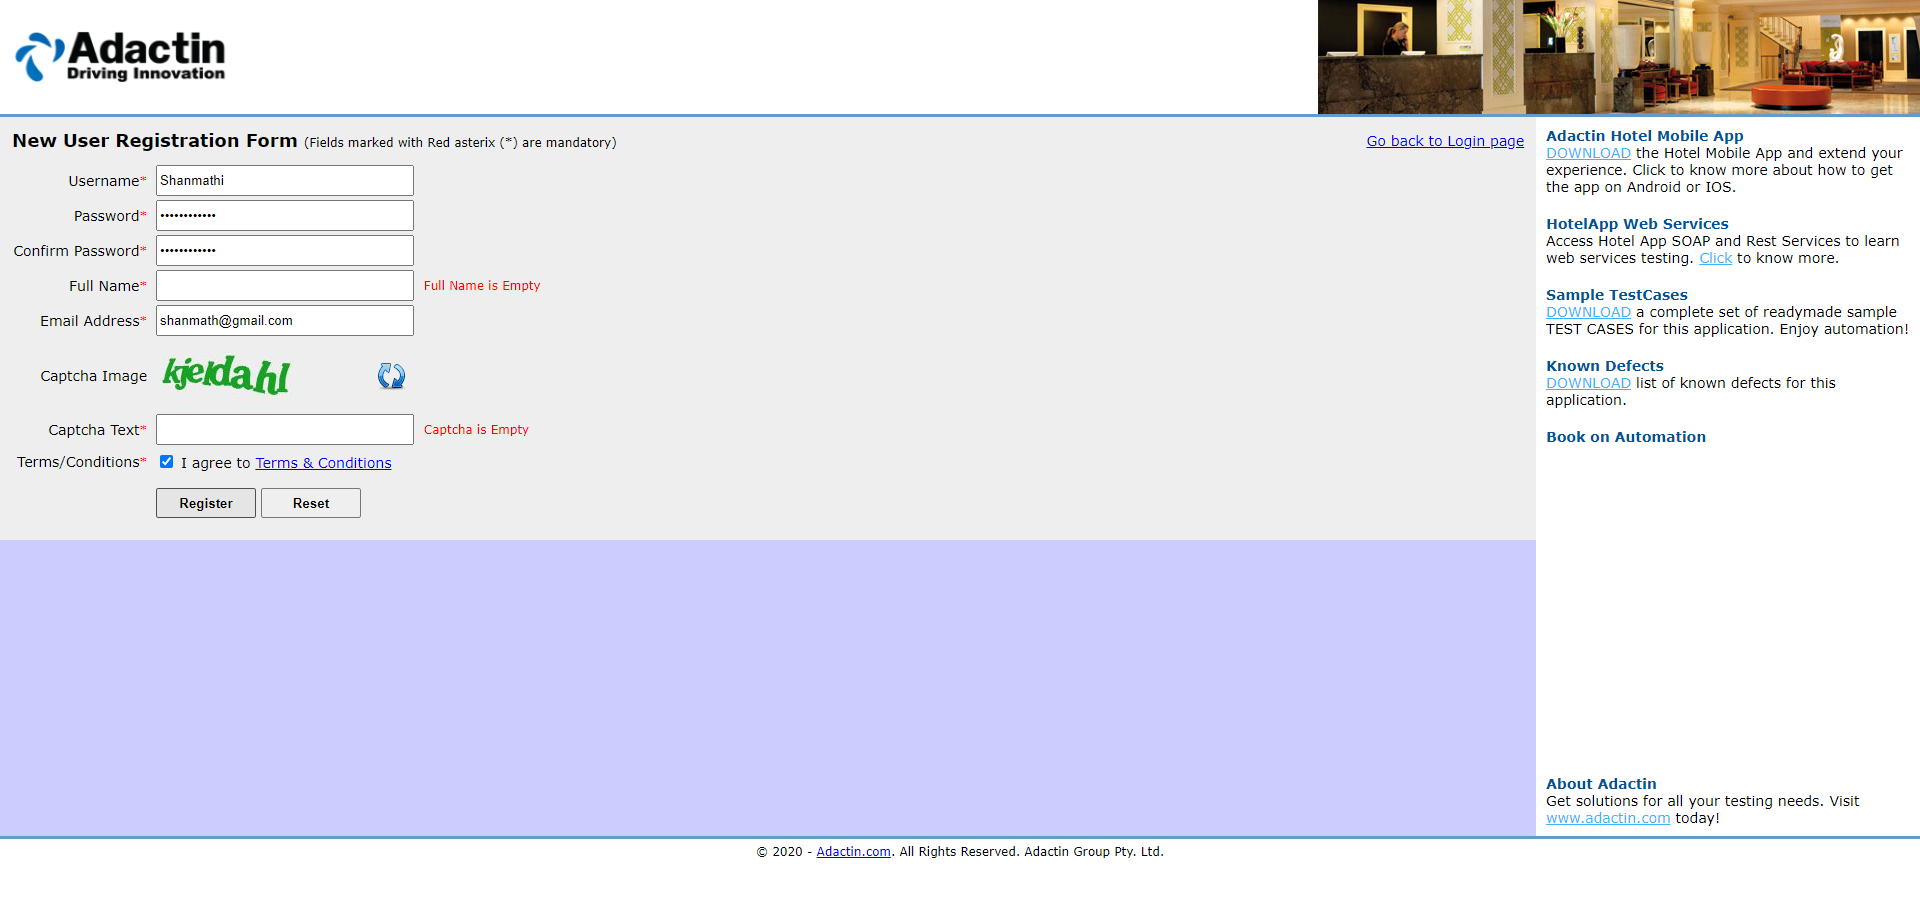 Adactin
Driving Innovation
New User Registration Form (Fields marked with Red asterix (*) are mandatory)
Go back to Login page
Username* Shanmathi
Password* ••••••••••••
Confirm Password* ••••••••••••
Full Name* Full Name is Empty
Email Address* shanmath@gmail.com
Captcha Image kjeldahl
Captcha Text* Captcha is Empty
Terms/Conditions* I agree to Terms & Conditions
Register Reset
Adactin Hotel Mobile App
DOWNLOAD the Hotel Mobile App and extend your
experience. Click to know more about how to get
the app on Android or IOS.
HotelApp Web Services
Access Hotel App SOAP and Rest Services to learn
web services testing. Click to know more.
Sample TestCases
DOWNLOAD a complete set of readymade sample
TEST CASES for this application. Enjoy automation!
Known Defects
DOWNLOAD list of known defects for this
application.
Book on Automation
About Adactin
Get solutions for all your testing needs. Visit
www.adactin.com today!
© 2020 - Adactin.com. All Rights Reserved. Adactin Group Pty. Ltd.